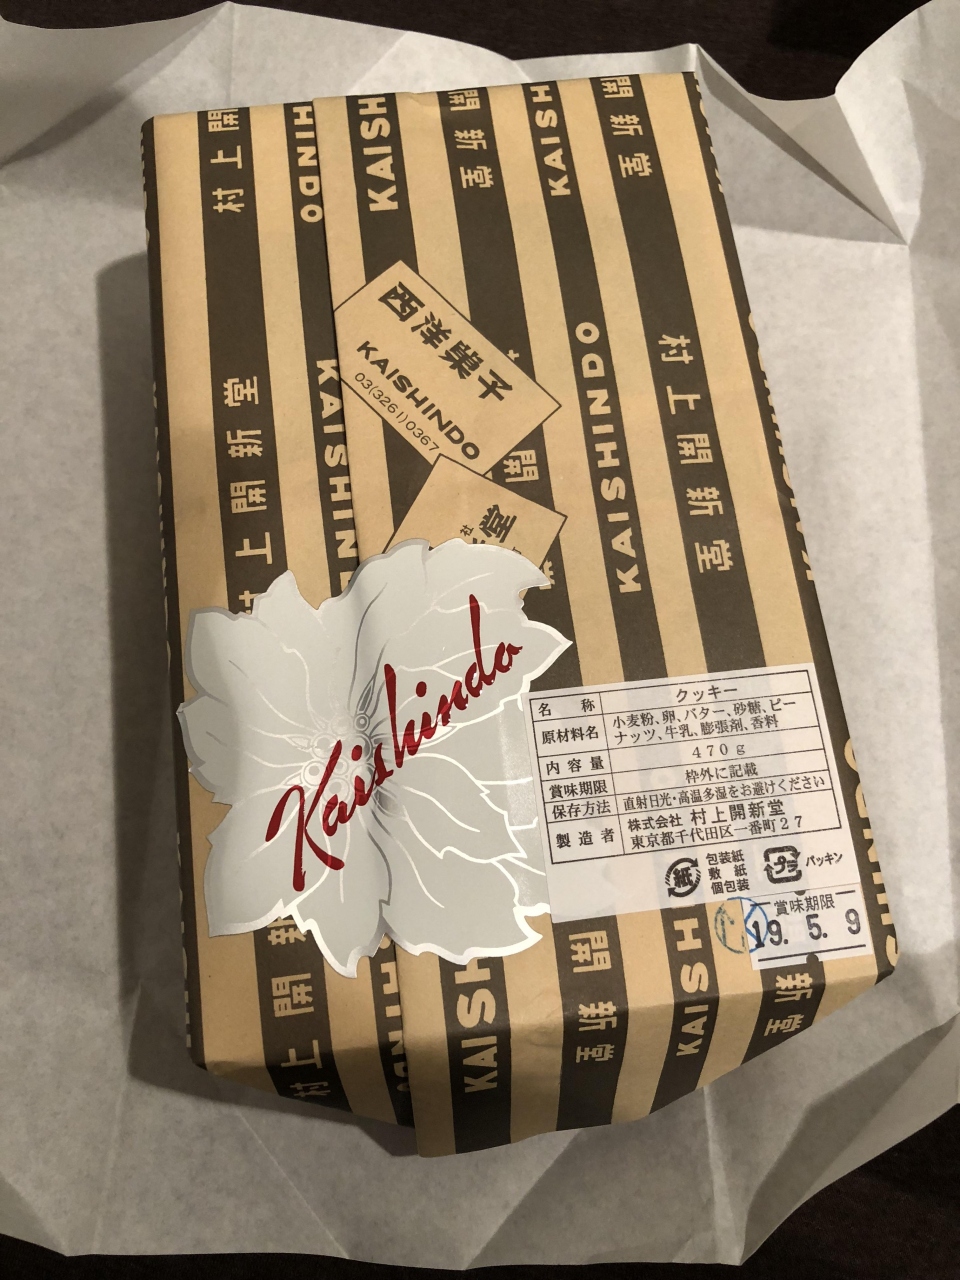 村上開新堂
KAISHINDO
西洋菓子
KAISHINDO
03(3261)0367
Kaishindo
名称 クッキー
原材料名 小麦粉、卵、バター、砂糖、ピー
ナッツ、牛乳、膨張剤、香料
内容量 470g
賞味期限 枠外に記載
保存方法 直射日光・高温多湿をお避けください
製造者 株式会社 村上開新堂
東京都千代田区一番町27
紙 包装紙
敷紙
個包装
プラ パッキン
賞味期限
19. 5. 9